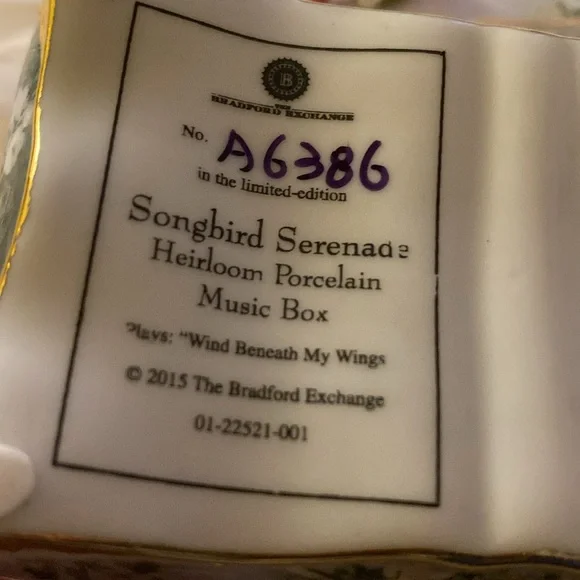 B
THE
BRADFORD EXCHANGE
No. A6386
in the limited-edition
Songbird Serenade
Heirloom Porcelain
Music Box
Plays: "Wind Beneath My Wings
© 2015 The Bradford Exchange
01-22521-001